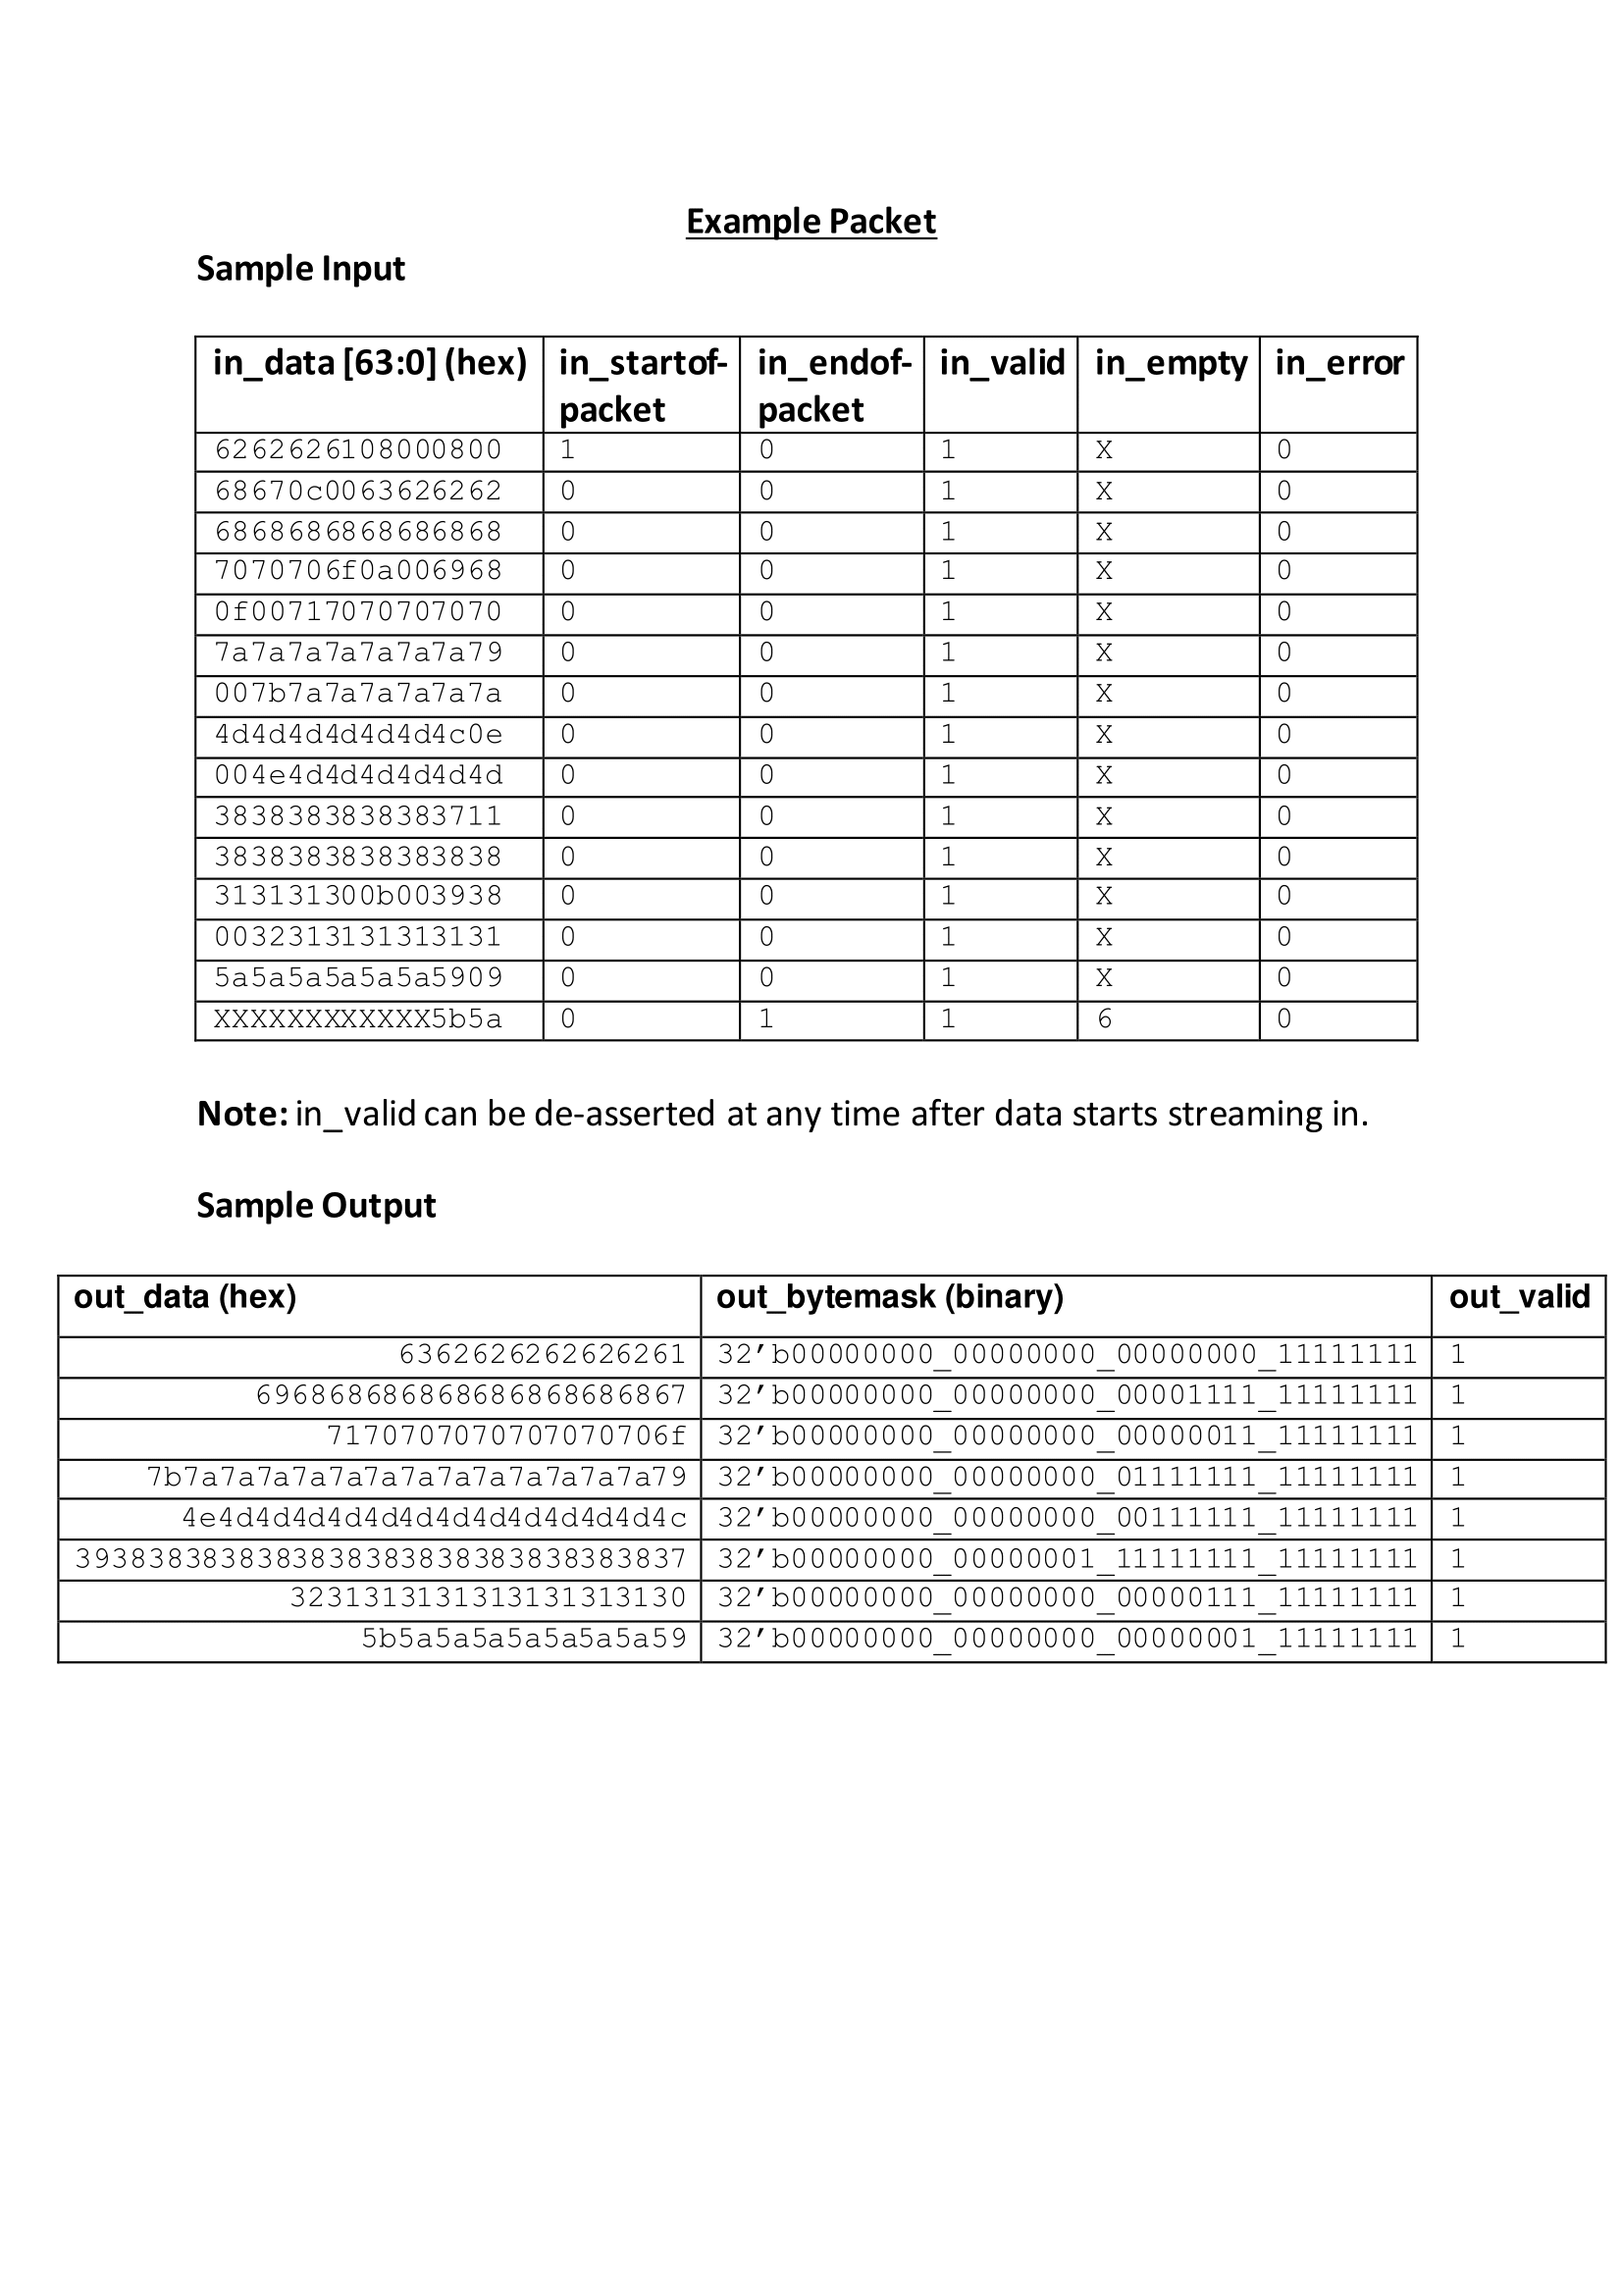 Example Packet
Sample Input
in_data [63:0] (hex) in_startof- in_endof- in_valid in_empty in_error
packet packet
6262626108000800 1 0 1 X 0
68670c0063626262 0 0 1 X 0
6868686868686868 0 0 1 X 0
7070706f0a006968 0 0 1 X 0
0f00717070707070 0 0 1 X 0
7a7a7a7a7a7a7a79 0 0 1 X 0
007b7a7a7a7a7a7a 0 0 1 X 0
4d4d4d4d4d4d4c0e 0 0 1 X 0
004e4d4d4d4d4d4d 0 0 1 X 0
3838383838383711 0 0 1 X 0
3838383838383838 0 0 1 X 0
313131300b003938 0 0 1 X 0
0032313131313131 0 0 1 X 0
5a5a5a5a5a5a5909 0 0 1 X 0
XXXXXXXXXXXX5b5a 0 1 1 6 0
Note: in_valid can be de-asserted at any time after data starts streaming in.
Sample Output
out_data (hex) out_bytemask (binary) out_valid
6362626262626261 32’b00000000_00000000_00000000_11111111 1
696868686868686868686867 32’b00000000_00000000_00001111_11111111 1
7170707070707070706f 32’b00000000_00000000_00000011_11111111 1
7b7a7a7a7a7a7a7a7a7a7a7a7a7a79 32’b00000000_00000000_01111111_11111111 1
4e4d4d4d4d4d4d4d4d4d4d4d4d4c 32’b00000000_00000000_00111111_11111111 1
3938383838383838383838383838383837 32’b00000000_00000001_11111111_11111111 1
3231313131313131313130 32’b00000000_00000000_00000111_11111111 1
5b5a5a5a5a5a5a5a59 32’b00000000_00000000_00000001_11111111 1